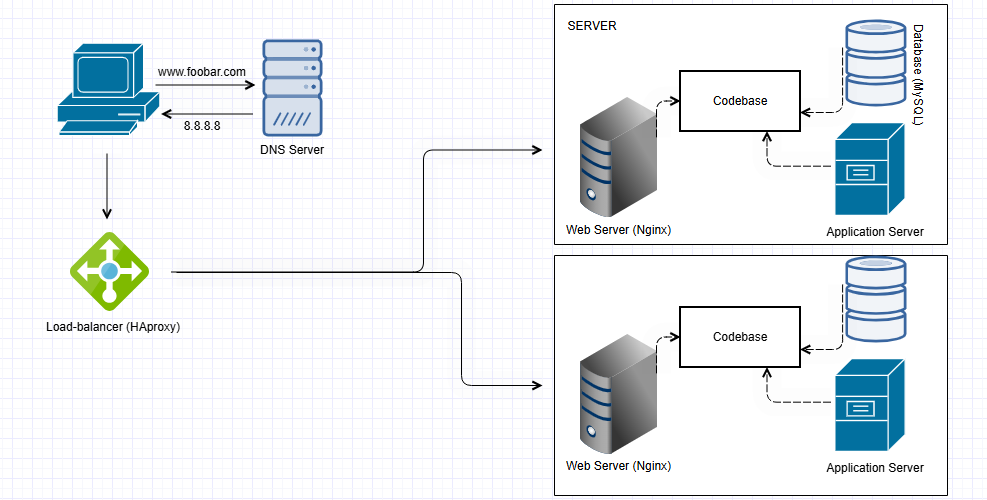 SERVER
Database (MySQL)
www.foobar.com
8.8.8.8
DNS Server
Codebase
Web Server (Nginx)
Application Server
Load-balancer (HAproxy)
Codebase
Web Server (Nginx)
Application Server